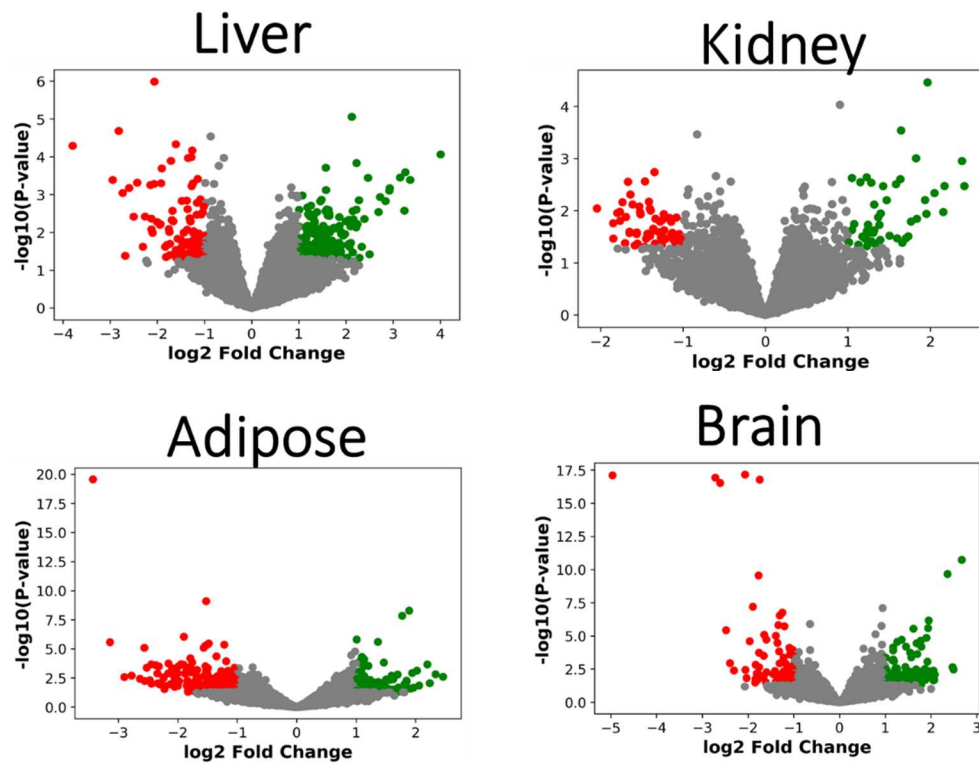 Liver
Kidney
6
5
4
3
2
1
0
-log10(P-value)
−4 −3 −2 −1 0 1 2 3 4
log2 Fold Change
4
3
2
1
0
-log10(P-value)
−2 −1 0 1 2
log2 Fold Change
Adipose
Brain
20.0
17.5
15.0
12.5
10.0
7.5
5.0
2.5
0.0
-log10(P-value)
−3 −2 −1 0 1 2
log2 Fold Change
17.5
15.0
12.5
10.0
7.5
5.0
2.5
0.0
-log10(P-value)
−5 −4 −3 −2 −1 0 1 2 3
log2 Fold Change